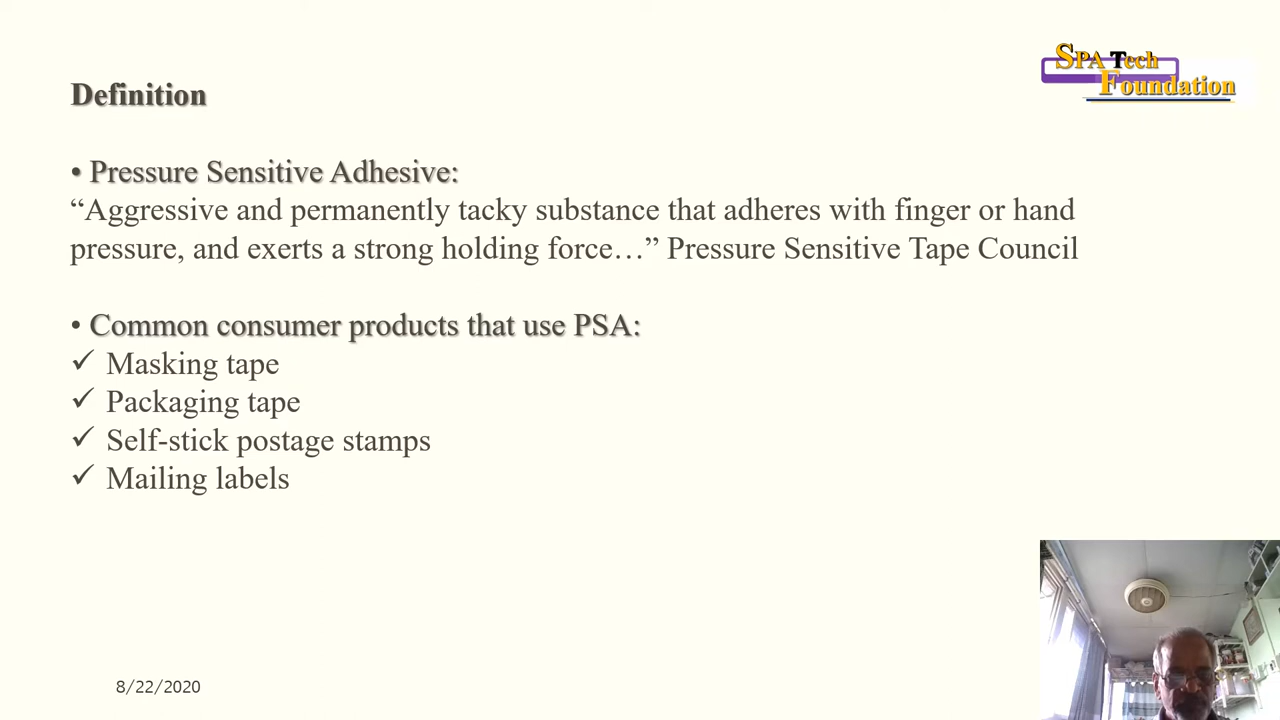 SPA Tech
Foundation
Definition
• Pressure Sensitive Adhesive:
“Aggressive and permanently tacky substance that adheres with finger or hand
pressure, and exerts a strong holding force…” Pressure Sensitive Tape Council
• Common consumer products that use PSA:
✓ Masking tape
✓ Packaging tape
✓ Self-stick postage stamps
✓ Mailing labels
8/22/2020